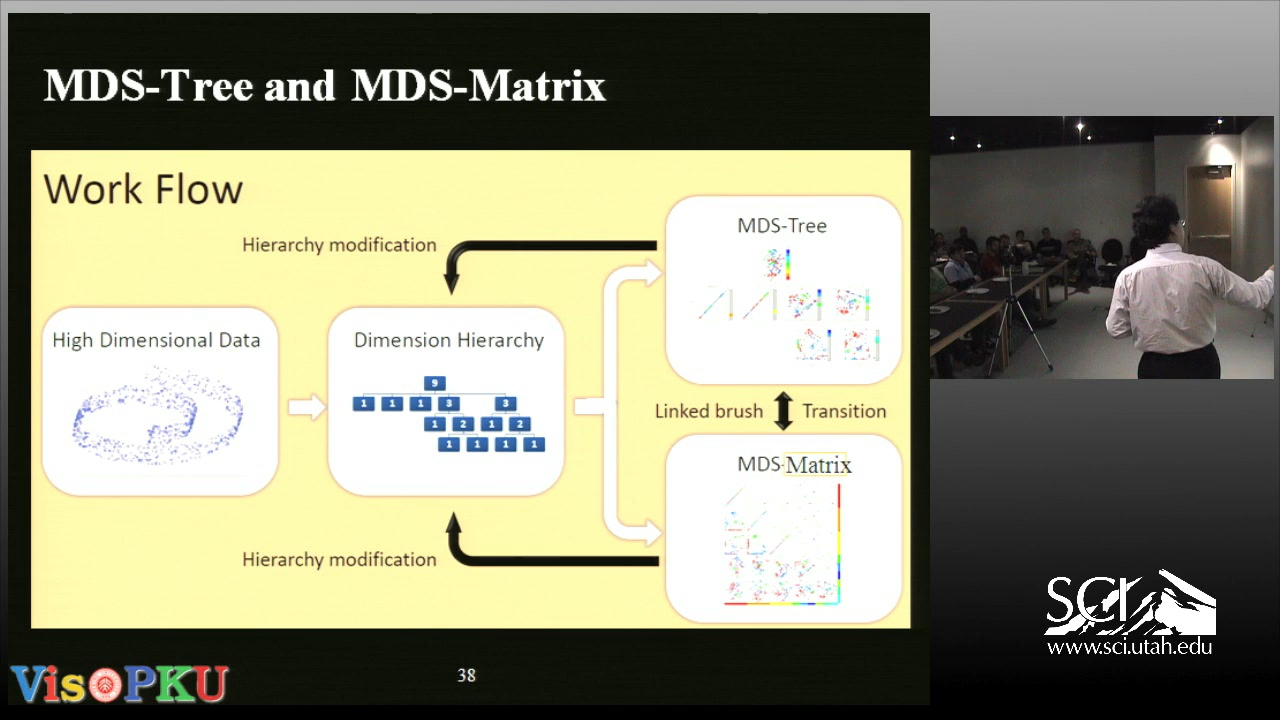 MDS-Tree and MDS-Matrix
Work Flow
Hierarchy modification
MDS-Tree
High Dimensional Data
Dimension Hierarchy
9
1 1 1 3 3
1 2 1 2
1 1 1 1
Linked brush
Transition
MDS-Matrix
Hierarchy modification
VisPKU
38
SCI
www.sci.utah.edu